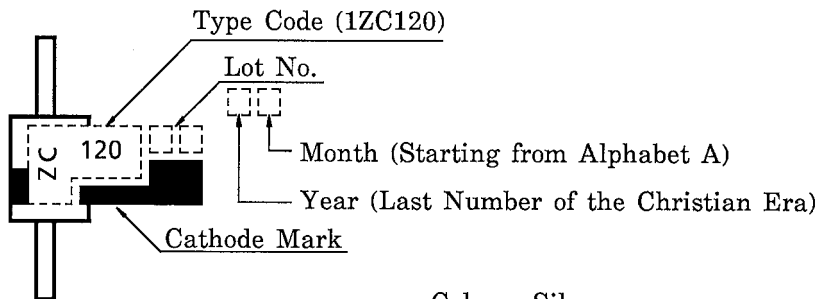 Type Code (1ZC120)
Lot No.
ZC 120
Month (Starting from Alphabet A)
Year (Last Number of the Christian Era)
Cathode Mark